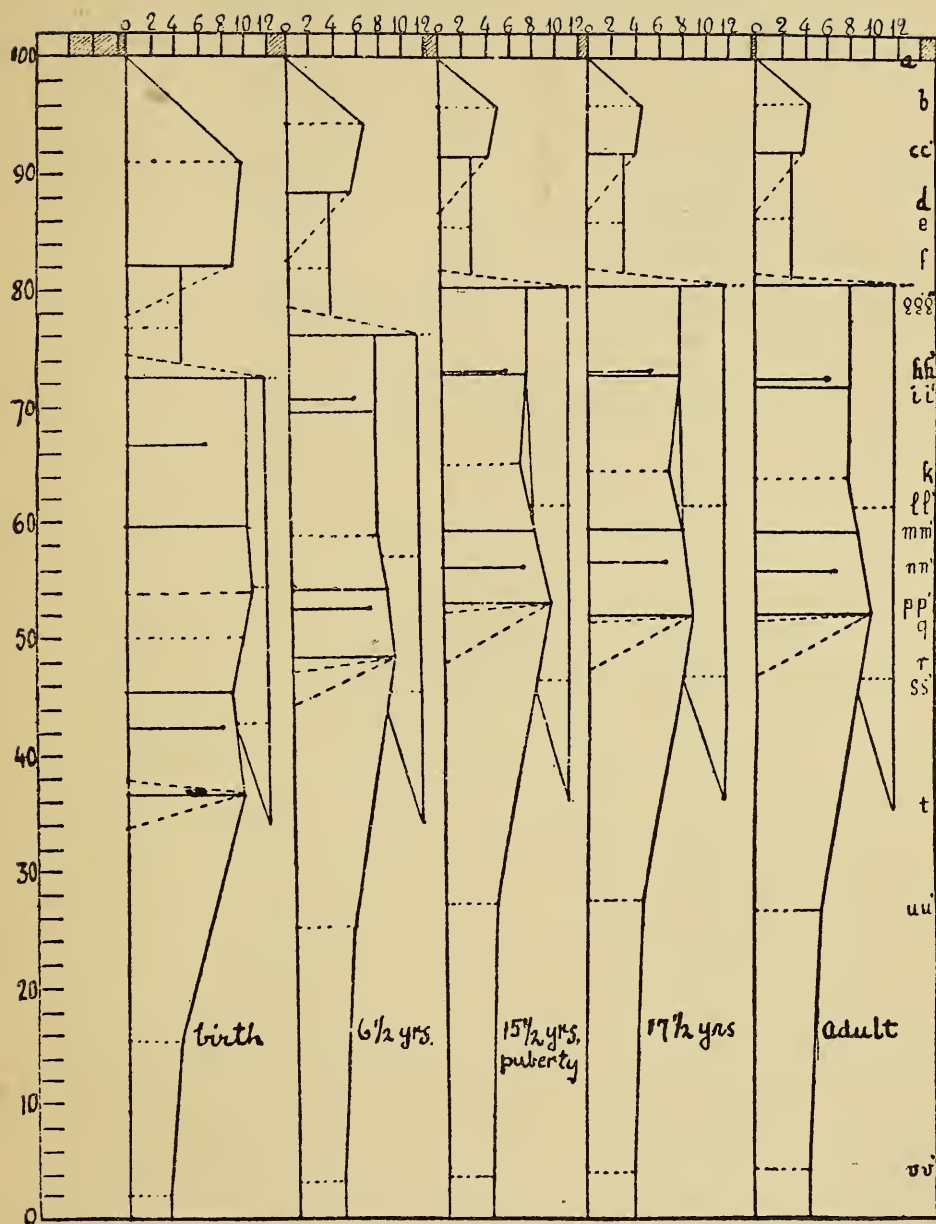 0 2 4 6 8 10 12 0 2 4 6 8 10 12 0 2 4 6 8 10 12 0 2 4 6 8 10 12 0 2 4 6 8 10 12
100 a
b
cc'
90
d
e
f
80
hh'
ii'
70
k
ll'
60
mm'
nn'
pp'
q
50
r
ss'
40
t
30
uu'
20
birth 6½ yrs. 15½ yrs, 17½ yrs adult
puberty
10
vv'
0